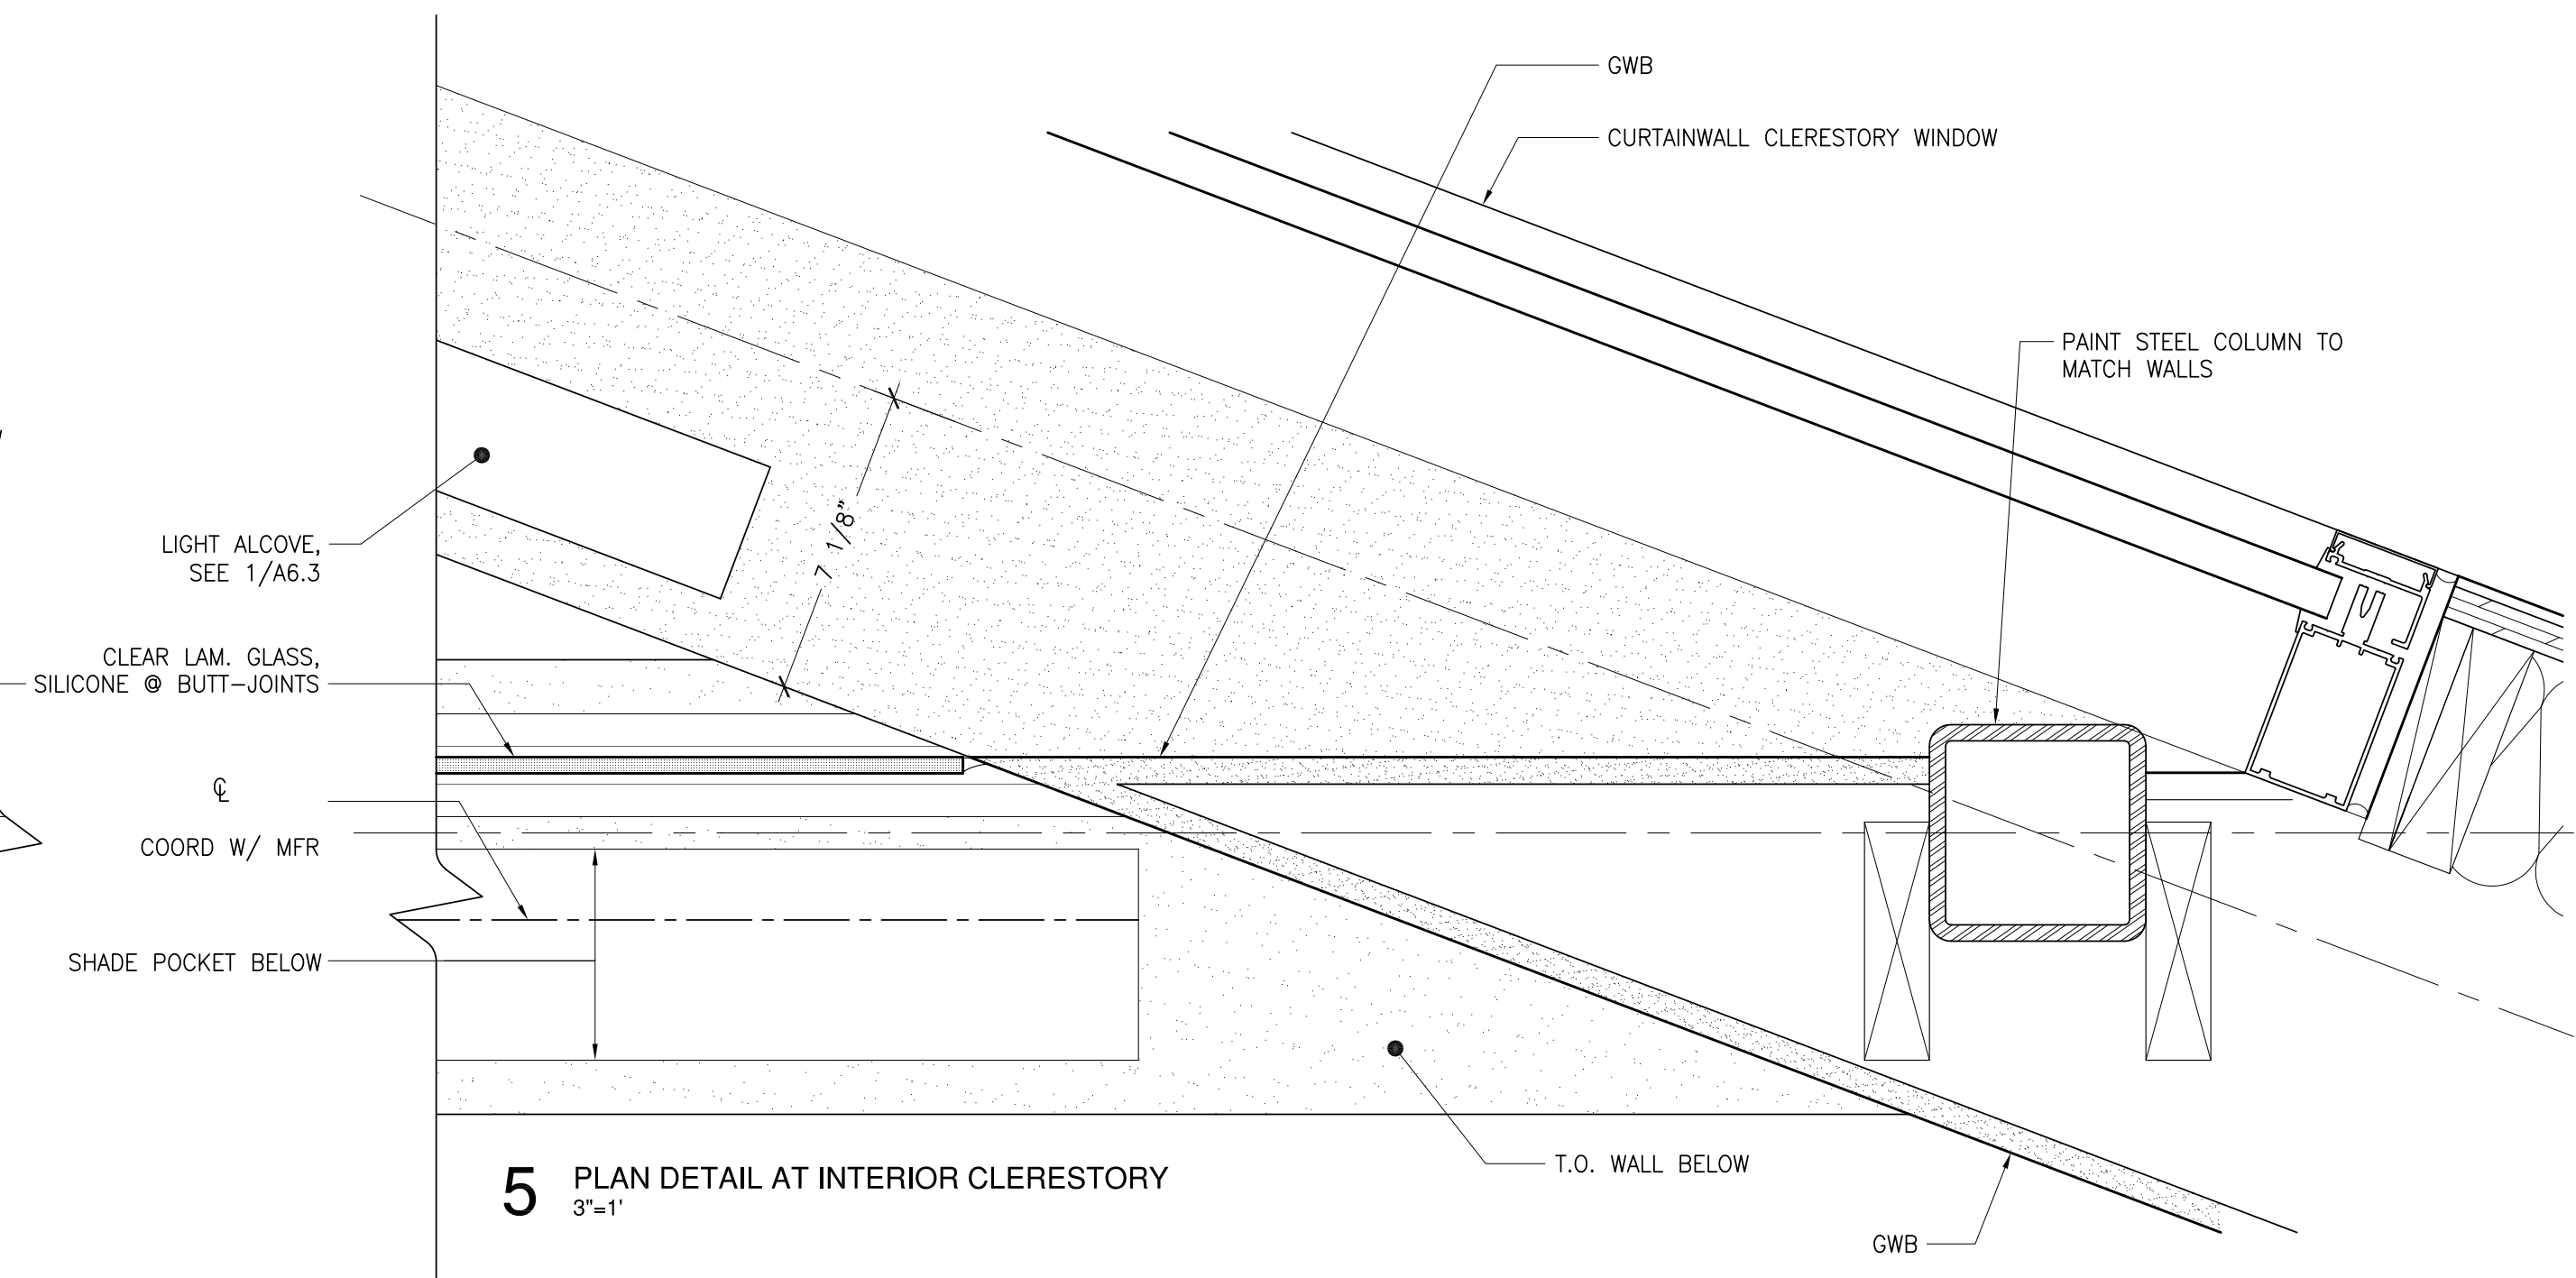 GWB
CURTAINWALL CLERESTORY WINDOW
PAINT STEEL COLUMN TO
MATCH WALLS
7 1/8"
LIGHT ALCOVE,
SEE 1/A6.3
CLEAR LAM. GLASS,
SILICONE @ BUTT-JOINTS
℄
COORD W/ MFR
SHADE POCKET BELOW
T.O. WALL BELOW
GWB
5 PLAN DETAIL AT INTERIOR CLERESTORY
3"=1'